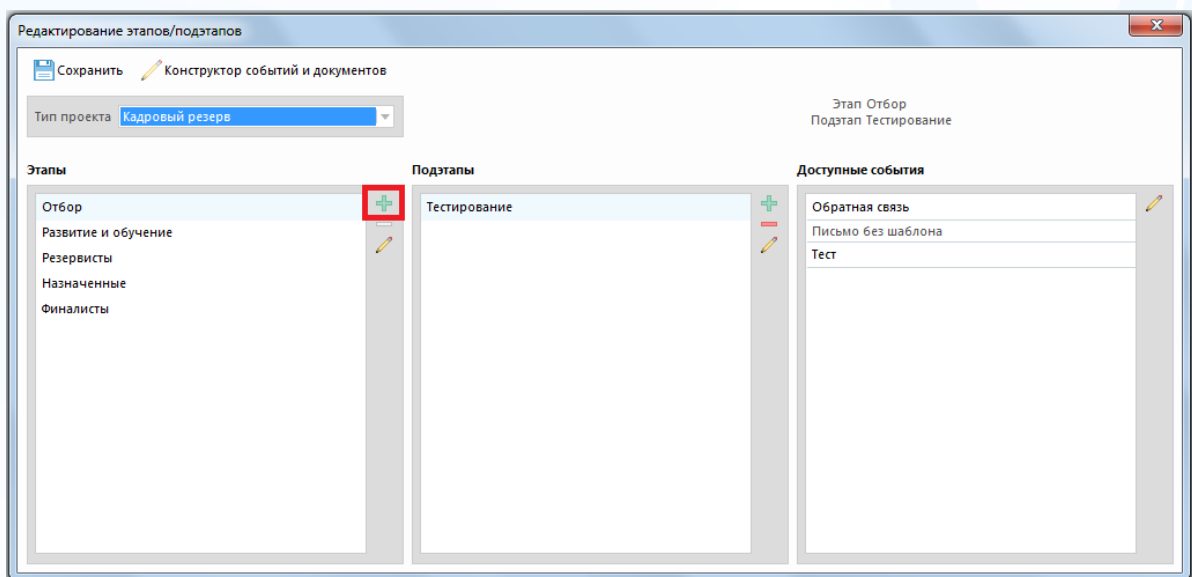 Редактирование этапов/подэтапов
Сохранить Конструктор событий и документов
Тип проекта Кадровый резерв
Этап Отбор
Подэтап Тестирование
Этапы
Отбор
Развитие и обучение
Резервисты
Назначенные
Финалисты
Подэтапы
Тестирование
Доступные события
Обратная связь
Письмо без шаблона
Тест